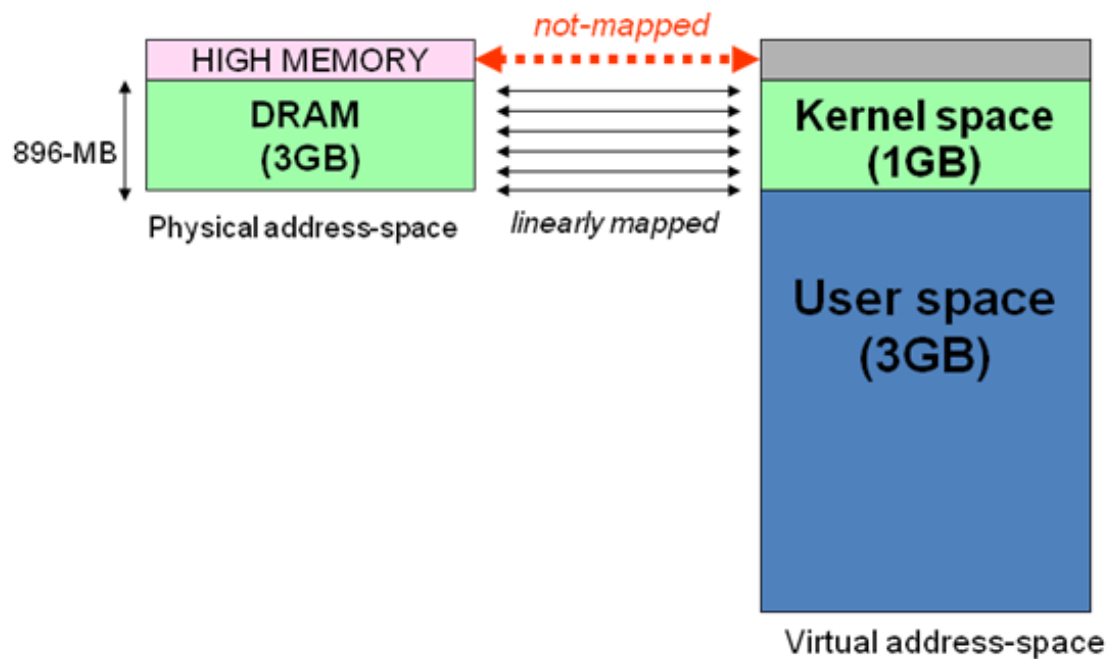 not-mapped
HIGH MEMORY
DRAM
(3GB)
896-MB
Physical address-space
linearly mapped
Kernel space
(1GB)
User space
(3GB)
Virtual address-space